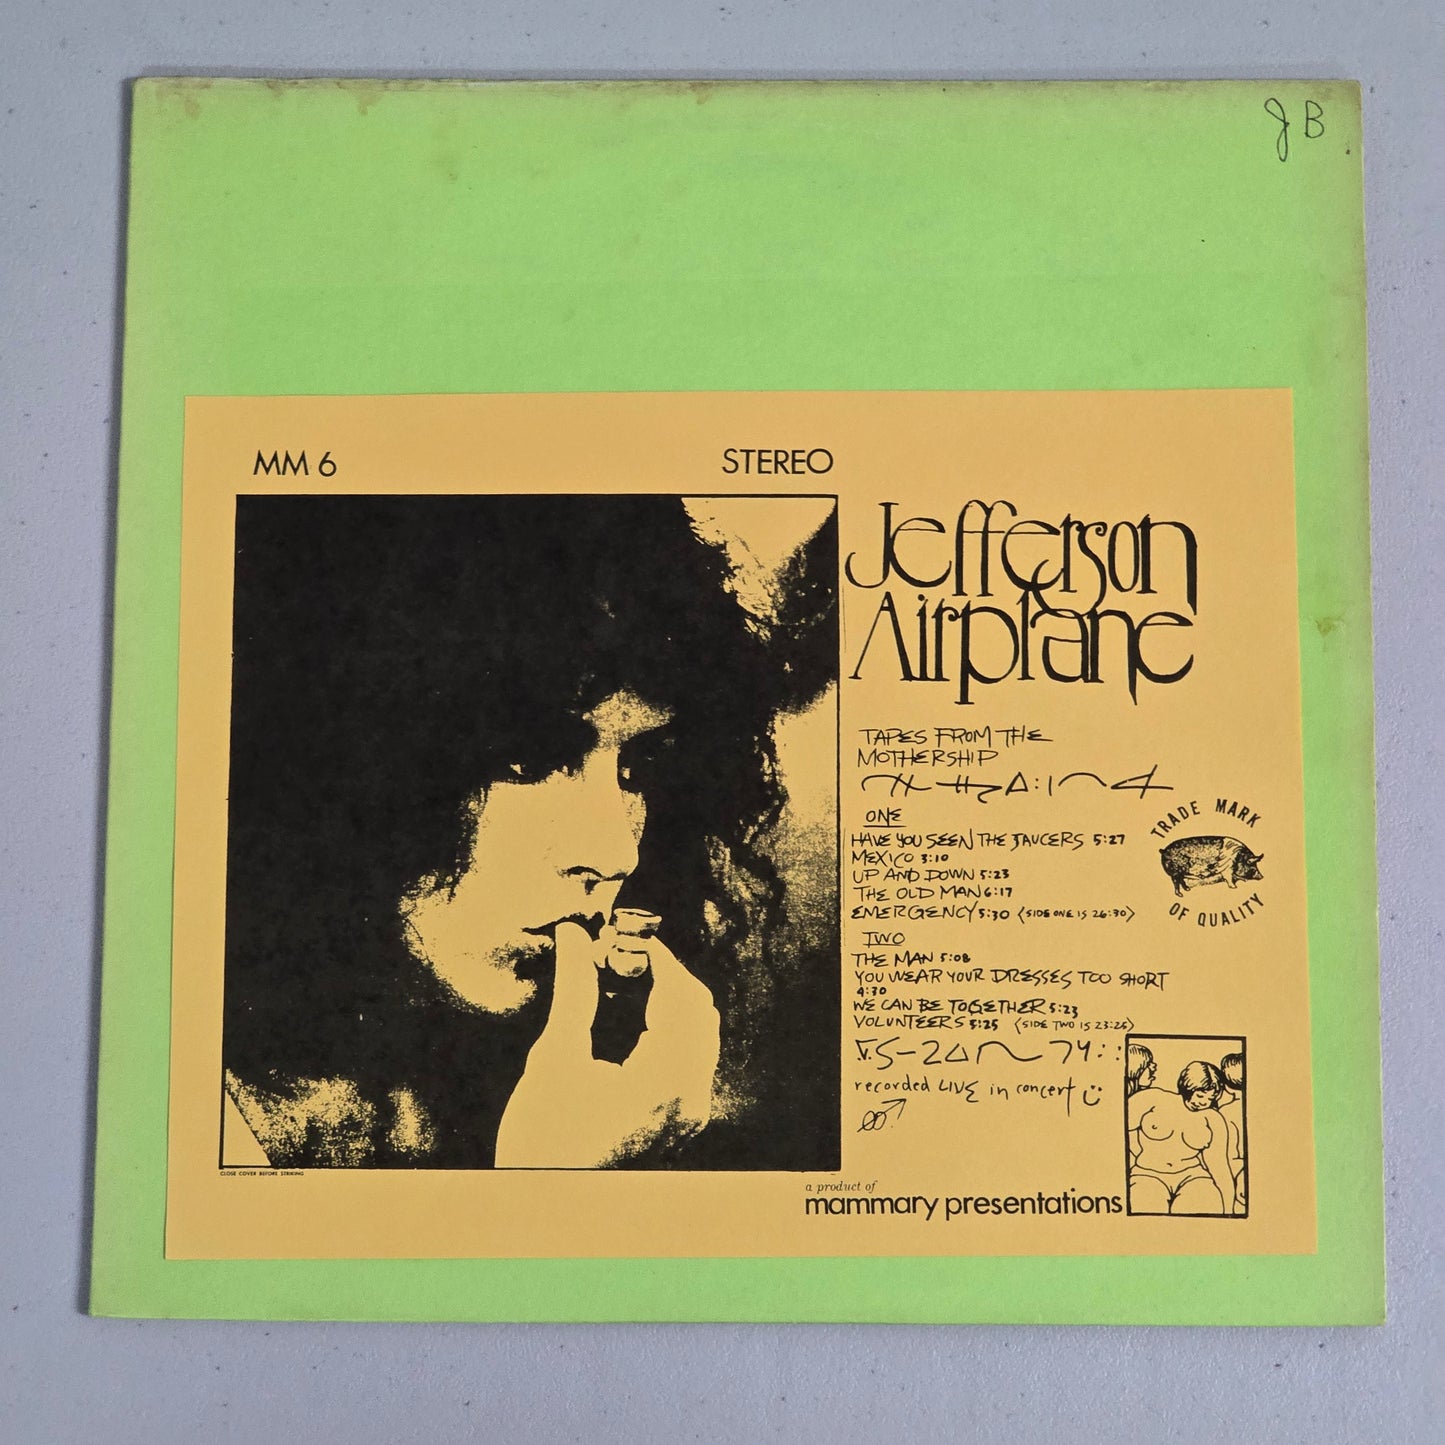 J B
MM 6
STEREO
Jefferson
Airplane
TAPES FROM THE
MOTHERSHIP
ONE
HAVE YOU SEEN THE SAUCERS 5:27
MEXICO 3:10
UP AND DOWN 5:23
THE OLD MAN 6:17
EMERGENCY 5:30 (SIDE ONE IS 26:30)
TRADE MARK
OF QUALITY
TWO
THE MAN 5:08
YOU WEAR YOUR DRESSES TOO SHORT
4:30
WE CAN BE TOGETHER 5:23
VOLUNTEERS 5:25 (SIDE TWO IS 23:26)
recorded LIVE in concert
CLOSE COVER BEFORE STRIKING
a product of
mammary presentations